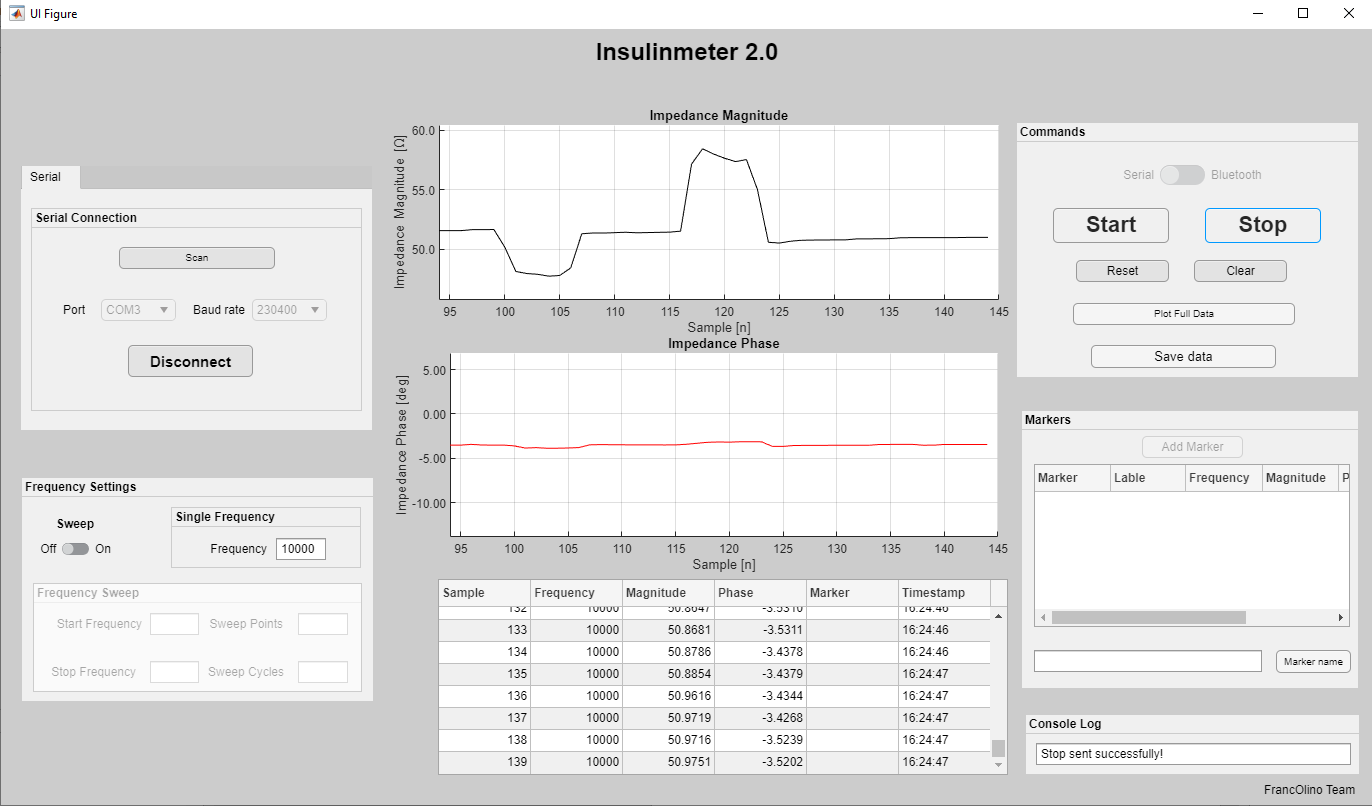 UI Figure
Insulinmeter 2.0
Serial
Serial Connection
Scan
Port COM3 Baud rate 230400
Disconnect
Frequency Settings
Sweep
Off On
Single Frequency
Frequency 10000
Frequency Sweep
Start Frequency Sweep Points
Stop Frequency Sweep Cycles
Impedance Magnitude
Impedance Magnitude [Ω]
60.0
55.0
50.0
95 100 105 110 115 120 125 130 135 140 145
Sample [n]
Impedance Phase
Impedance Phase [deg]
5.00
0.00
-5.00
-10.00
95 100 105 110 115 120 125 130 135 140 145
Sample [n]
Sample Frequency Magnitude Phase Marker Timestamp
132 10000 50.8647 -3.5310 16:24:46
133 10000 50.8681 -3.5311 16:24:46
134 10000 50.8786 -3.4378 16:24:46
135 10000 50.8854 -3.4379 16:24:47
136 10000 50.9616 -3.4344 16:24:47
137 10000 50.9719 -3.4268 16:24:47
138 10000 50.9716 -3.5239 16:24:47
139 10000 50.9751 -3.5202 16:24:47
Commands
Serial Bluetooth
Start Stop
Reset Clear
Plot Full Data
Save data
Markers
Add Marker
Marker Lable Frequency Magnitude P
Marker name
Console Log
Stop sent successfully!
FrancOlino Team